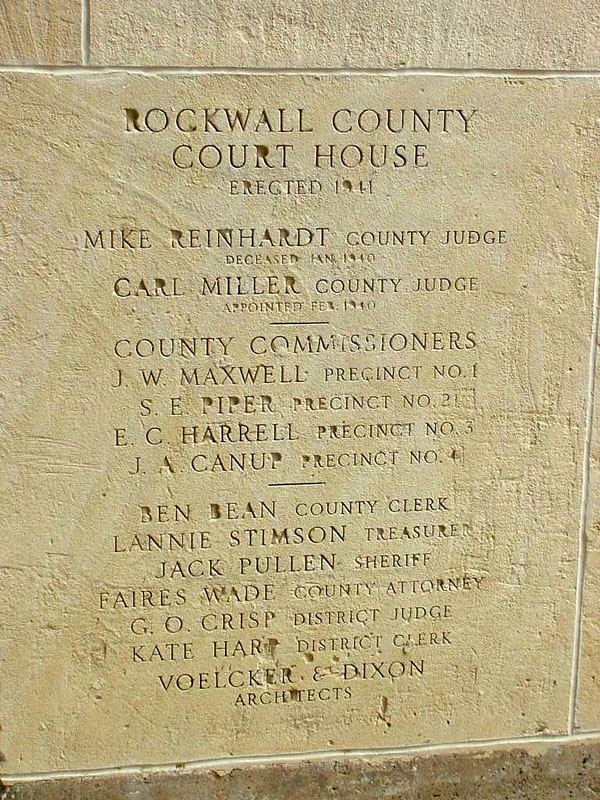 ROCKWALL COUNTY
COURT HOUSE
ERECTED 1941
MIKE REINHARDT COUNTY JUDGE
DECEASED JAN. 1940
CARL MILLER COUNTY JUDGE
APPOINTED FEB. 1940
COUNTY COMMISSIONERS
J. W. MAXWELL PRECINCT NO. 1
S. E. PIPER PRECINCT NO. 2
E. C. HARRELL PRECINCT NO. 3
J. A. CANUP PRECINCT NO. 4
BEN BEAN COUNTY CLERK
LANNIE STIMSON TREASURER
JACK PULLEN SHERIFF
FAIRES WADE COUNTY ATTORNEY
G. O. CRISP DISTRICT JUDGE
KATE HART DISTRICT CLERK
VOELCKER & DIXON
ARCHITECTS